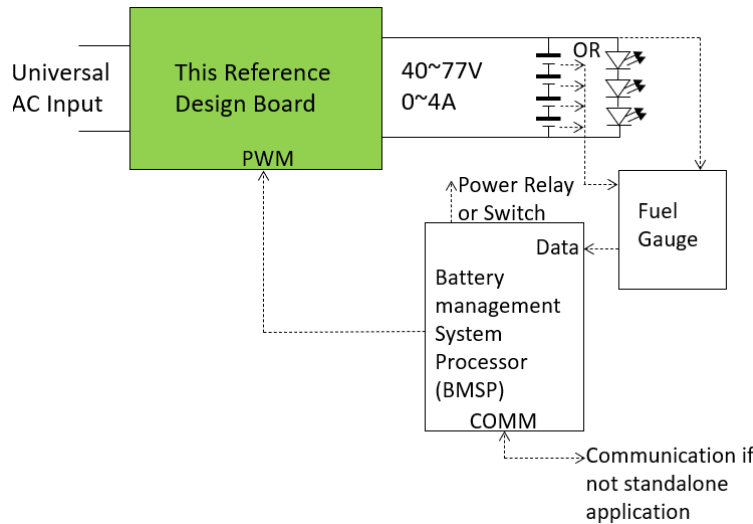 Universal
AC Input
This Reference
Design Board
PWM
40~77V
0~4A
OR
Power Relay
or Switch
Fuel
Gauge
Data
Battery
management
System
Processor
(BMSP)
COMM
Communication if
not standalone
application